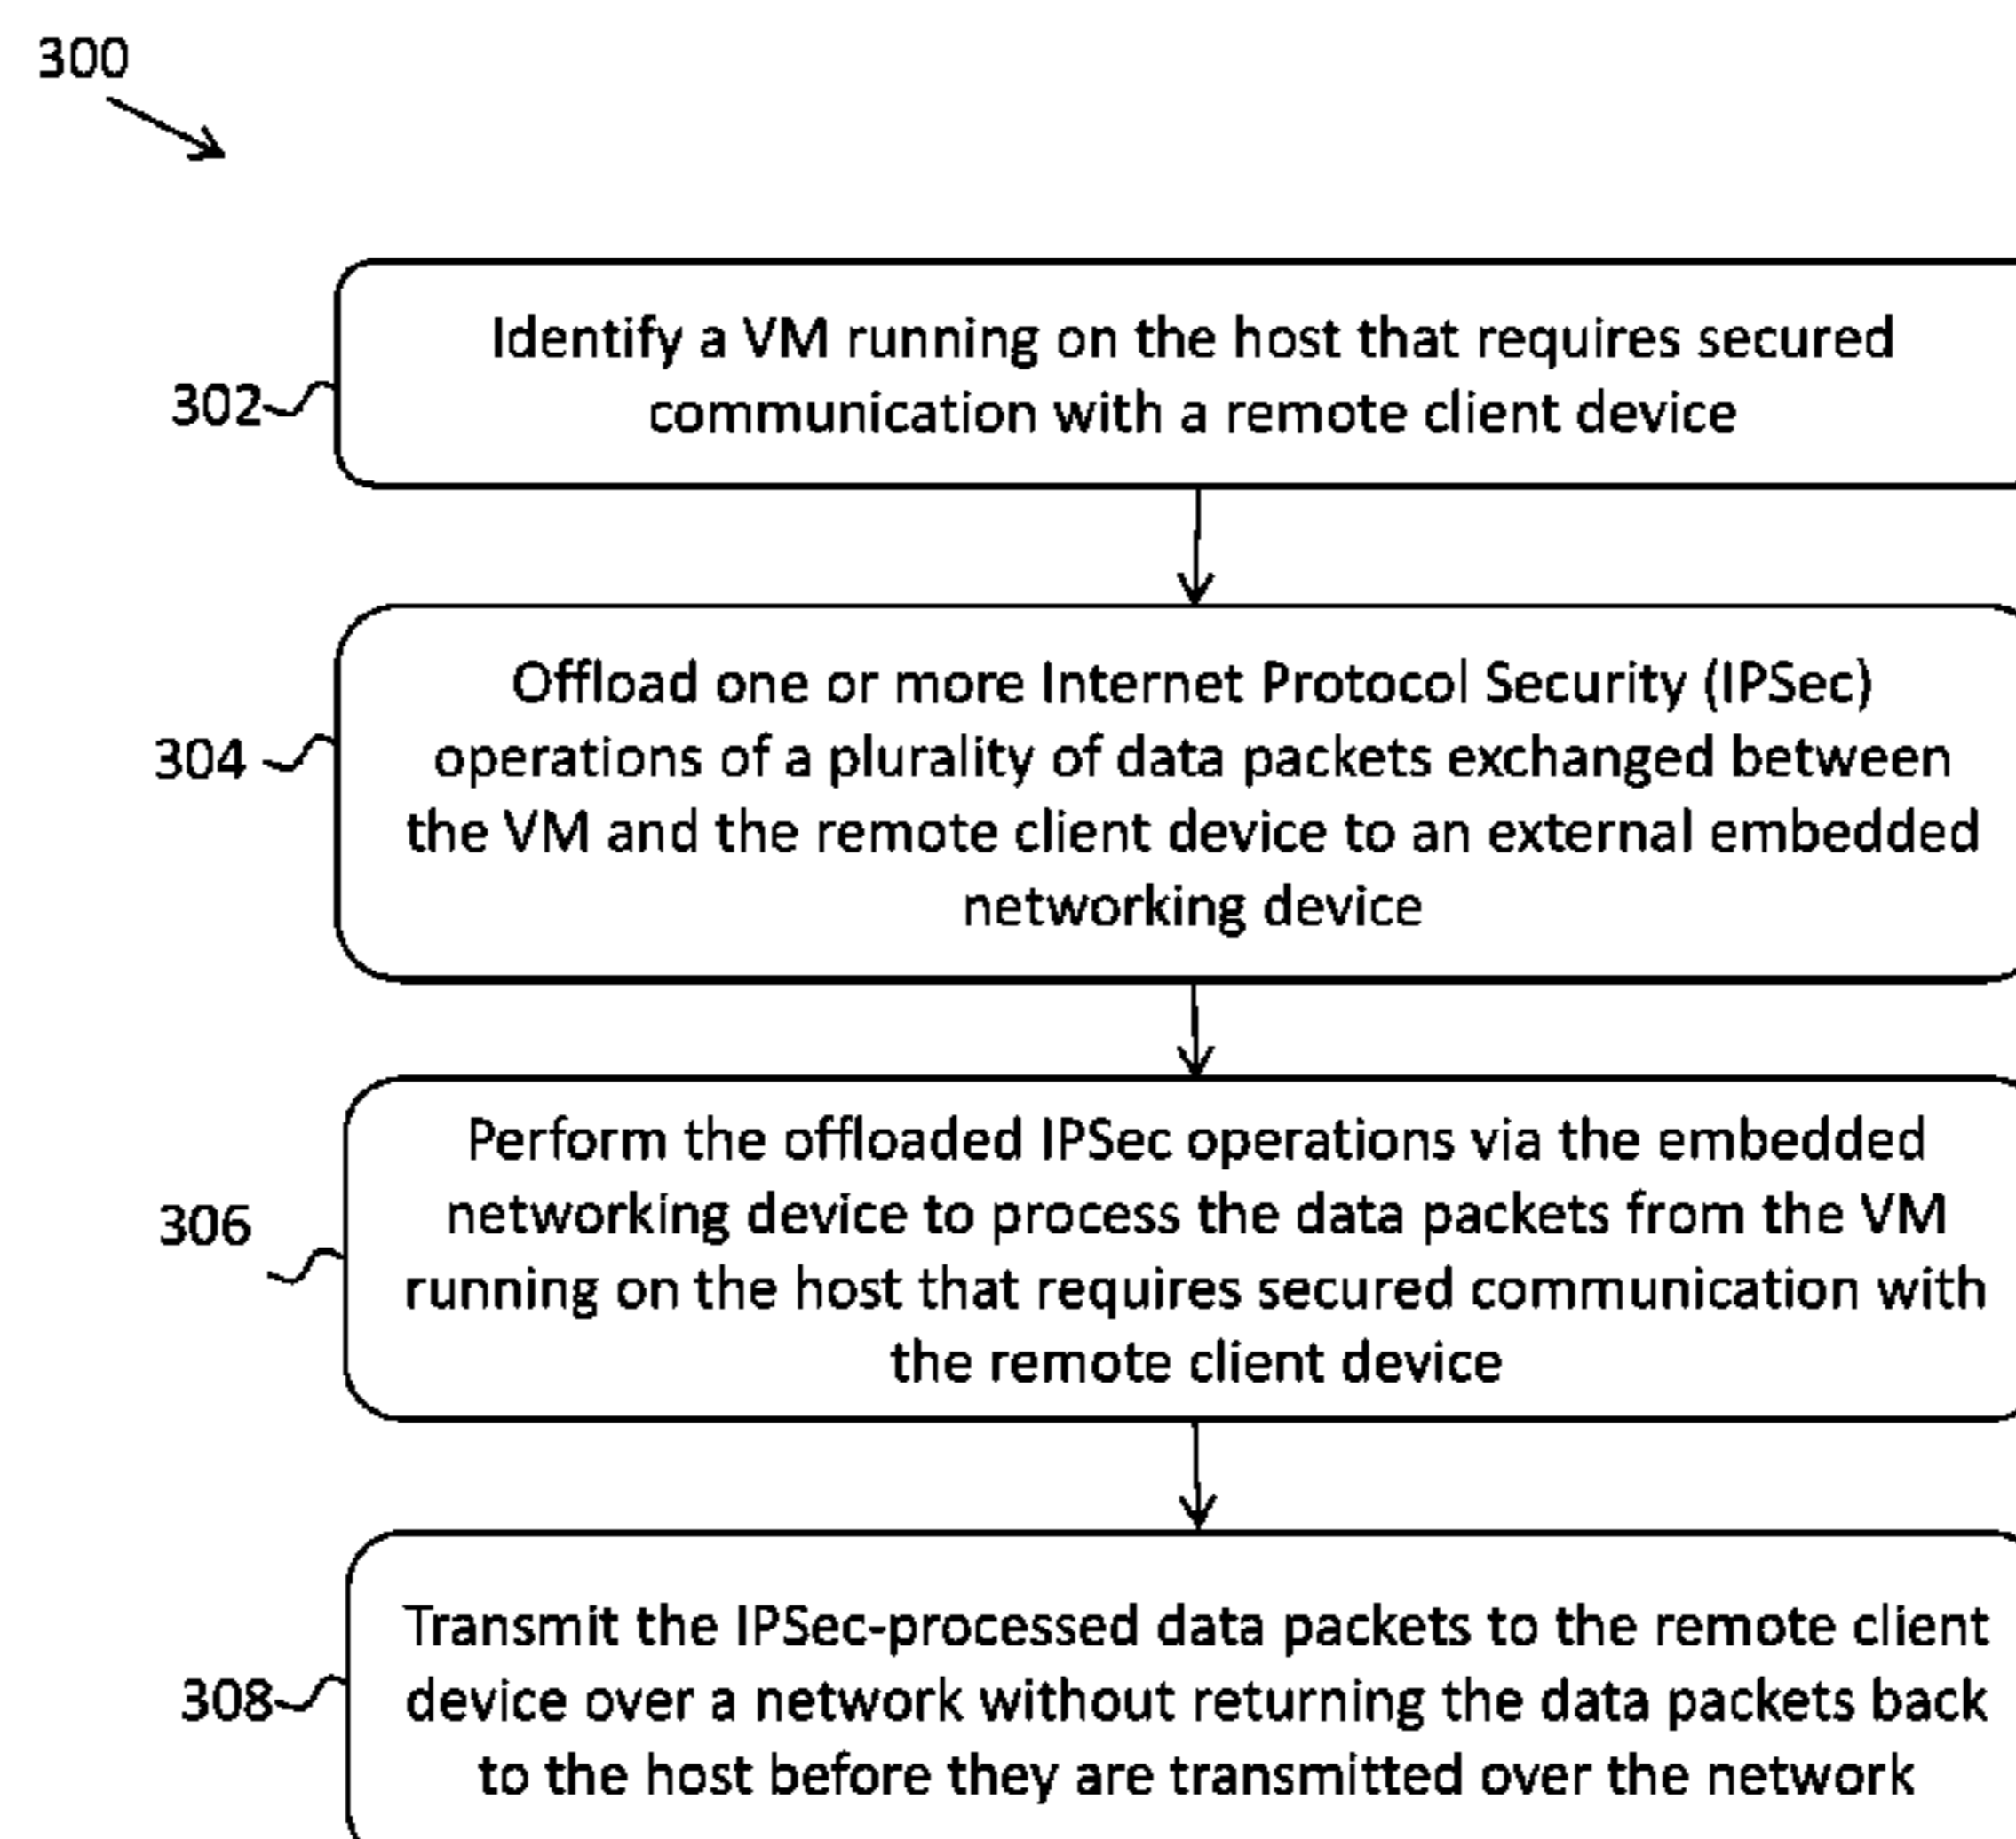 300
Identify a VM running on the host that requires secured
communication with a remote client device
302
Offload one or more Internet Protocol Security (IPSec)
operations of a plurality of data packets exchanged between
the VM and the remote client device to an external embedded
networking device
304
Perform the offloaded IPSec operations via the embedded
networking device to process the data packets from the VM
running on the host that requires secured communication with
the remote client device
306
Transmit the IPSec-processed data packets to the remote client
device over a network without returning the data packets back
to the host before they are transmitted over the network
308